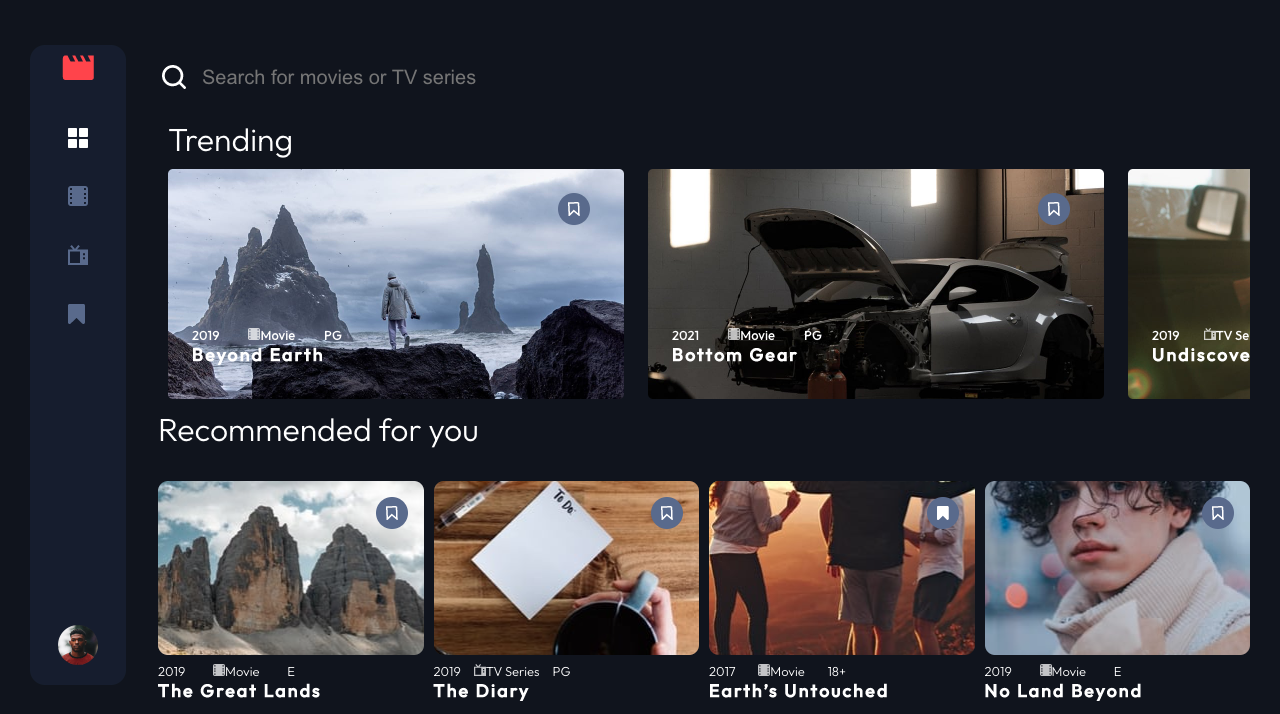 Search for movies or TV series
Trending
2019 Movie PG
Beyond Earth
2021 Movie PG
Bottom Gear
2019 TV Se
Undiscove
Recommended for you
To Do.
2019 Movie E
The Great Lands
2019 TV Series PG
The Diary
2017 Movie 18+
Earth’s Untouched
2019 Movie E
No Land Beyond